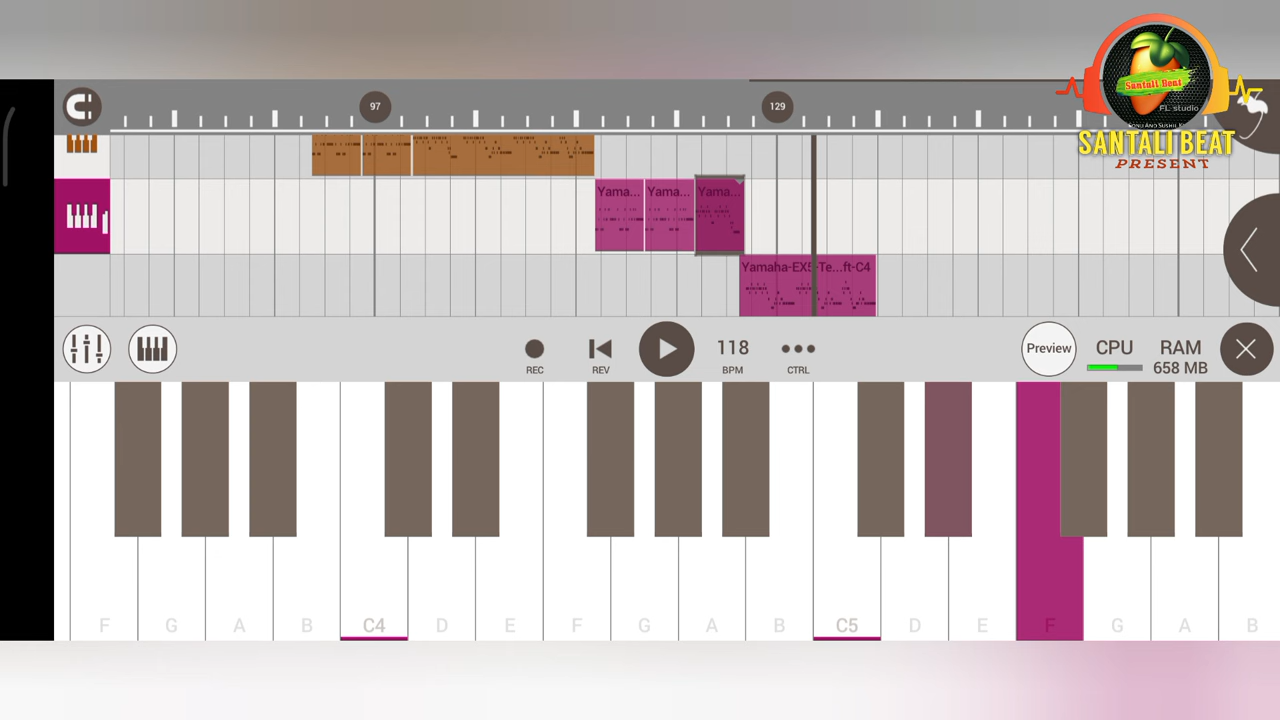 97
129
Santali Beat
FL studio
SANTALI BEAT
PRESENT
Yama...
Yama...
Yama...
Yamaha-EX5-Te...ft-C4
REC
REV
118
BPM
CTRL
Preview
CPU
RAM
658 MB
F
G
A
B
C4
D
E
F
G
A
B
C5
D
E
F
G
A
B